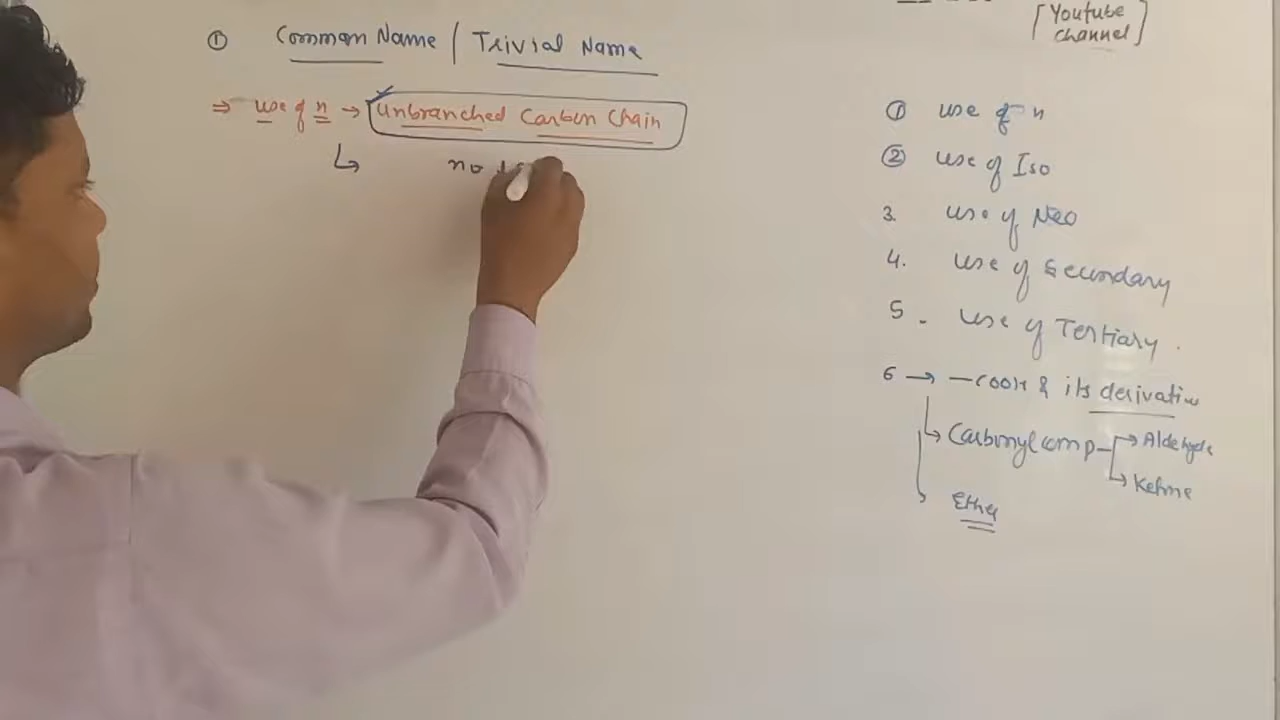 [Youtube
channel]
① Common Name / Trivial Name
⇒ use of n → Unbranched Carbon Chain
↳ no
① use of n
② use of Iso
3. use of Neo
4. use of Secundary
5. use of Tertiary.
6 → -COOH & its derivative
↳ Carbonyl comp → Aldehyde
↳ Ketone
Ether